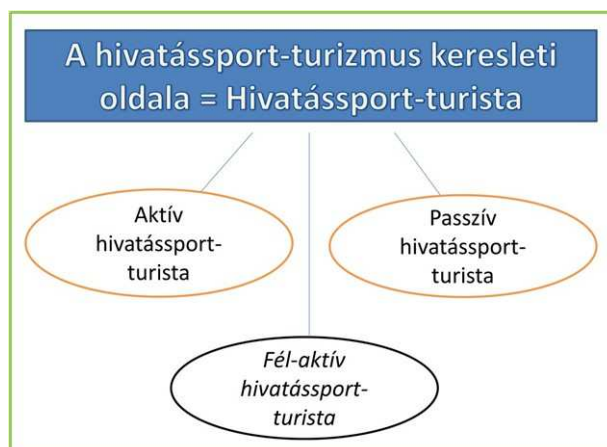 A hivatássport-turizmus keresleti
oldala = Hivatássport-turista
Aktív
hivatássport-
turista
Passzív
hivatássport-
turista
Fél-aktív
hivatássport-
turista